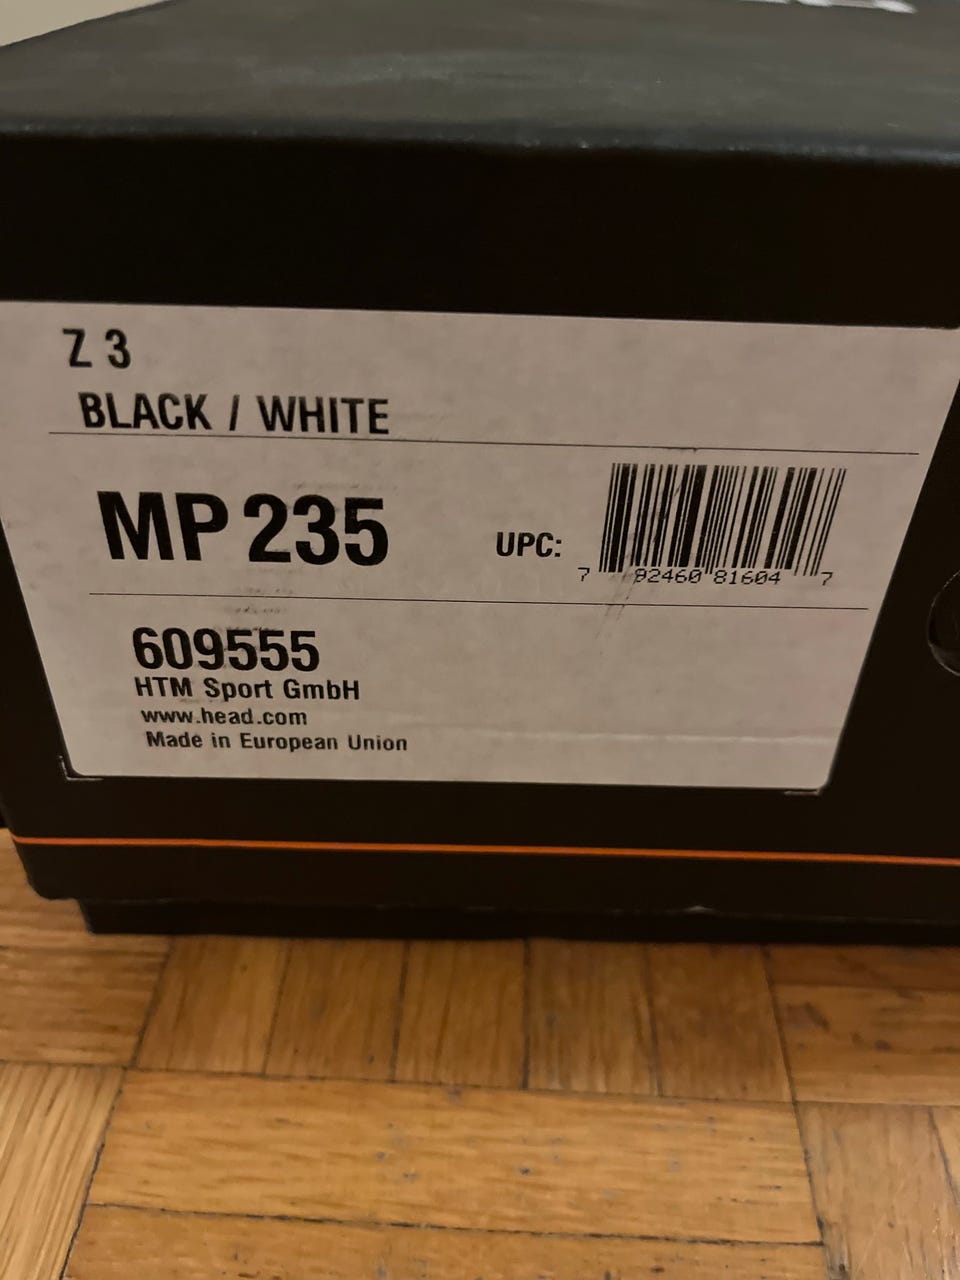 Z 3
BLACK / WHITE
MP 235
UPC:
7 92460 81604 7
609555
HTM Sport GmbH
www.head.com
Made in European Union